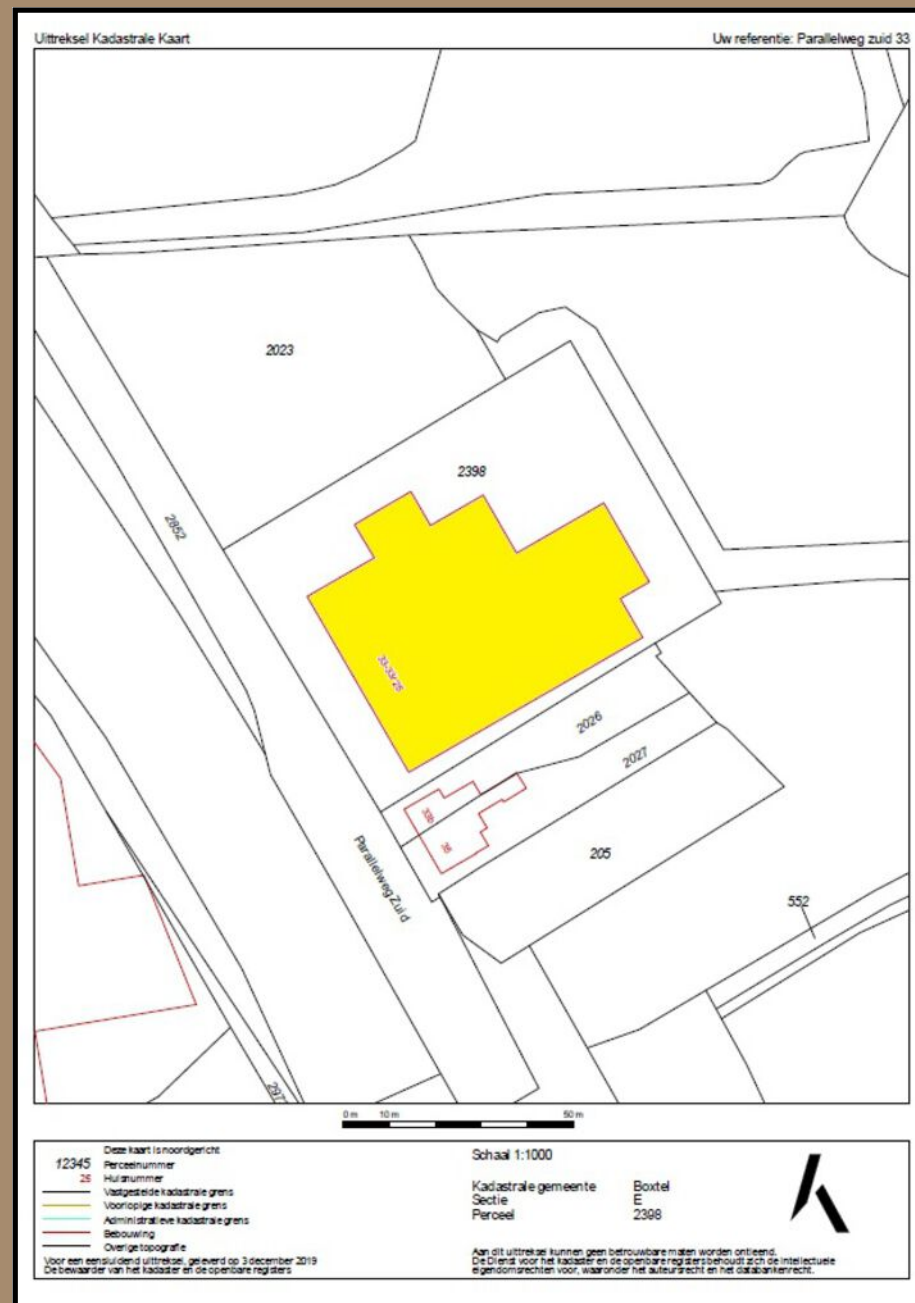 Uittreksel Kadastrale Kaart
Uw referentie: Parallelweg zuid 33
2023
2398
2852
33-33/25
2026
2027
33b
205
Parallelweg Zuid
552
297
0 m 10 m 50 m
Deze kaart is noordgericht
12345 Perceelnummer
25 Huisnummer
Vastgestelde kadastrale grens
Voorlopige kadastrale grens
Administratieve kadastrale grens
Bebouwing
Overige topografie
Voor een eensluidend uittreksel, geleverd op 3 december 2019
De bewaarder van het kadaster en de openbare registers
Schaal 1:1000
Kadastrale gemeente Boxtel
Sectie E
Perceel 2398
Aan dit uittreksel kunnen geen betrouwbare maten worden ontleend.
De Dienst voor het kadaster en de openbare registers behoudt zich de intellectuele
eigendomsrechten voor, waaronder het auteursrecht en het databankenrecht.